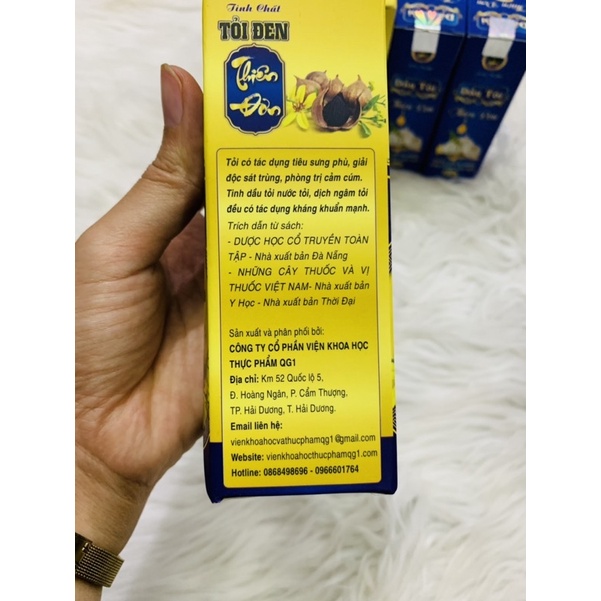 Tinh Chất
TỎI ĐEN
Thiên
Đôn
Tỏi có tác dụng tiêu sưng phù, giải
độc sát trùng, phòng trị cảm cúm.
Tinh dầu tỏi nước tỏi, dịch ngâm tỏi
đều có tác dụng kháng khuẩn mạnh.
Trích dẫn từ sách:
- DƯỢC HỌC CỔ TRUYỀN TOÀN
TẬP - Nhà xuất bản Đà Nẵng
- NHỮNG CÂY THUỐC VÀ VỊ
THUỐC VIỆT NAM- Nhà xuất bản
Y Học - Nhà xuất bản Thời Đại
Sản xuất và phân phối bởi:
CÔNG TY CỔ PHẦN VIỆN KHOA HỌC
THỰC PHẨM QG1
Địa chỉ: Km 52 Quốc lộ 5,
Đ. Hoàng Ngân, P. Cẩm Thượng,
TP. Hải Dương, T. Hải Dương.
Email liên hệ:
vienkhoahocvathucphamqg1@gmail.com
Website: vienkhoahocthucphamqg1.com
Hotline: 0868498696 - 0966601764
Dầu Tóc